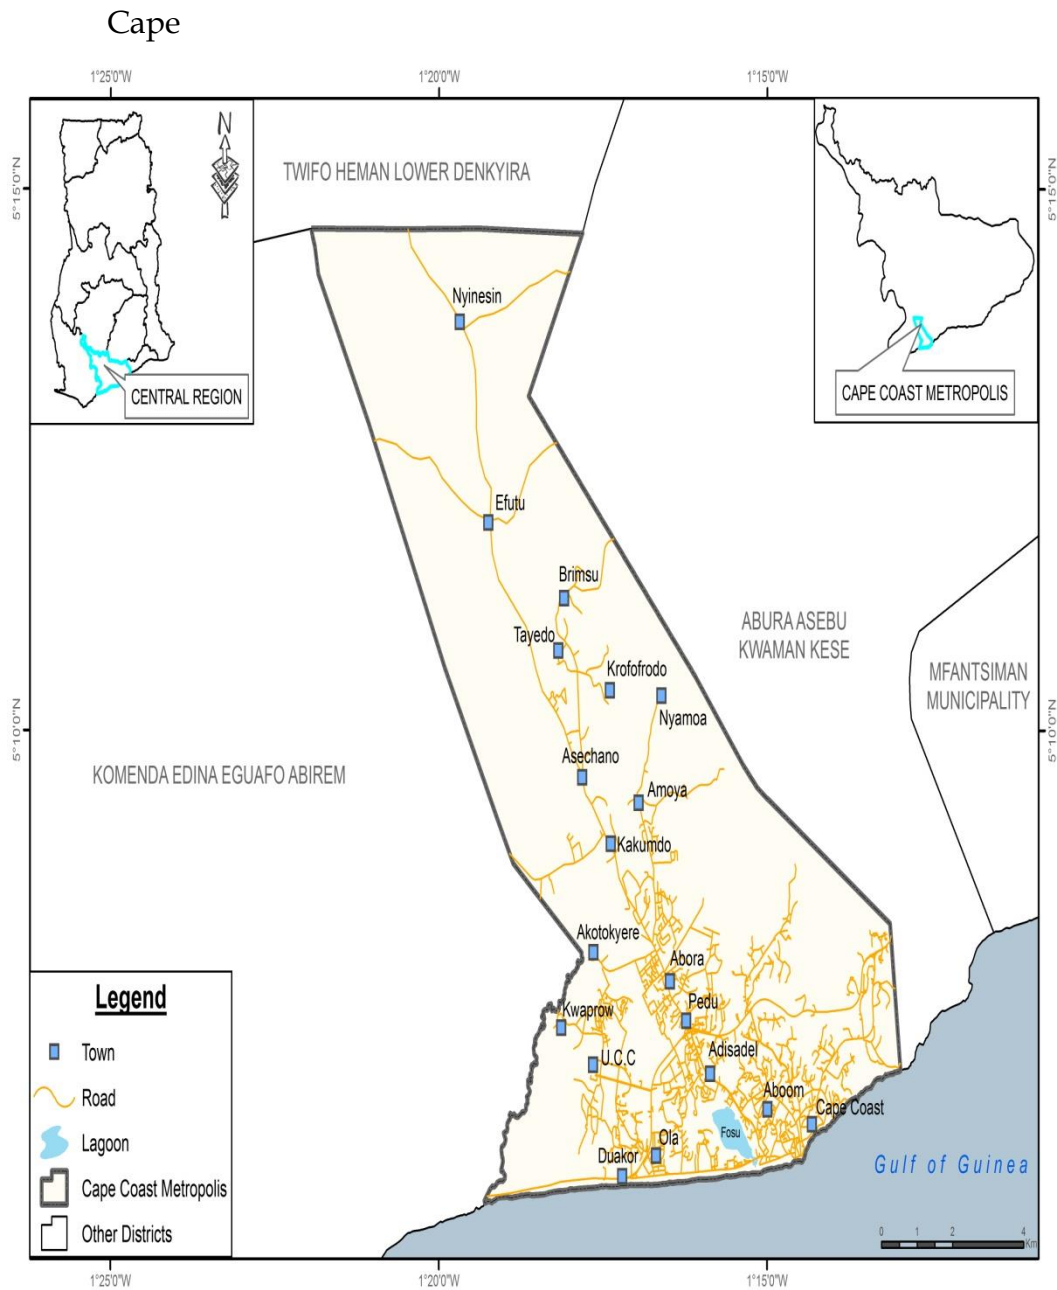 Cape
1°25'0"W
1°20'0"W
1°15'0"W
5°15'0"N
5°15'0"N
N
TWIFO HEMAN LOWER DENKYIRA
CENTRAL REGION
CAPE COAST METROPOLIS
Nyinesin
Efutu
Brimsu
Tayedo
Krofofrodo
Nyamoa
ABURA ASEBU
KWAMAN KESE
MFANTSIMAN
MUNICIPALITY
5°10'0"N
5°10'0"N
KOMENDA EDINA EGUAFO ABIREM
Asechano
Amoya
Kakumdo
Akotokyere
Abora
Kwaprow
Pedu
U.C.C
Adisadel
Aboom
Cape Coast
Fosu
Ola
Duakor
Gulf of Guinea
Legend
Town
Road
Lagoon
Cape Coast Metropolis
Other Districts
0 1 2 4
Km
1°25'0"W
1°20'0"W
1°15'0"W